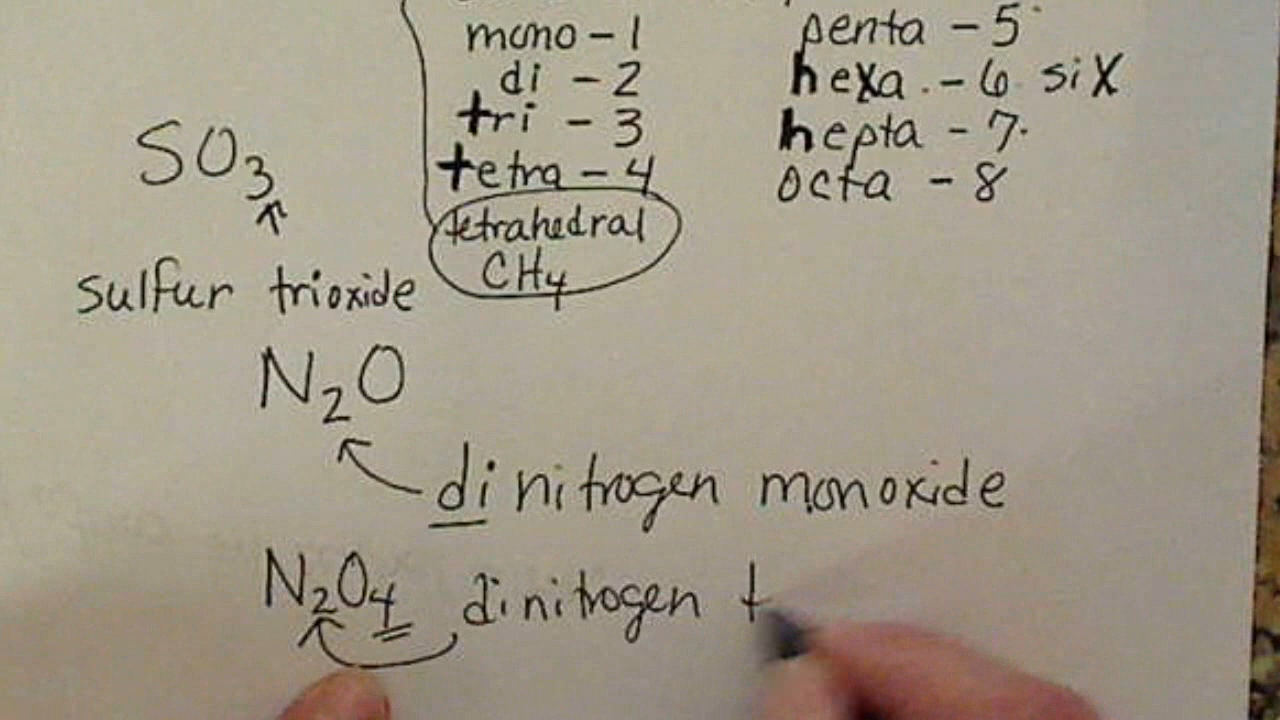 mono - 1
di - 2
tri - 3
tetra - 4
tetrahedral
CH4
penta - 5
hexa - 6 six
hepta - 7
octa - 8
SO3
sulfur trioxide
N2O
dinitrogen monoxide
N2O4 dinitrogen t